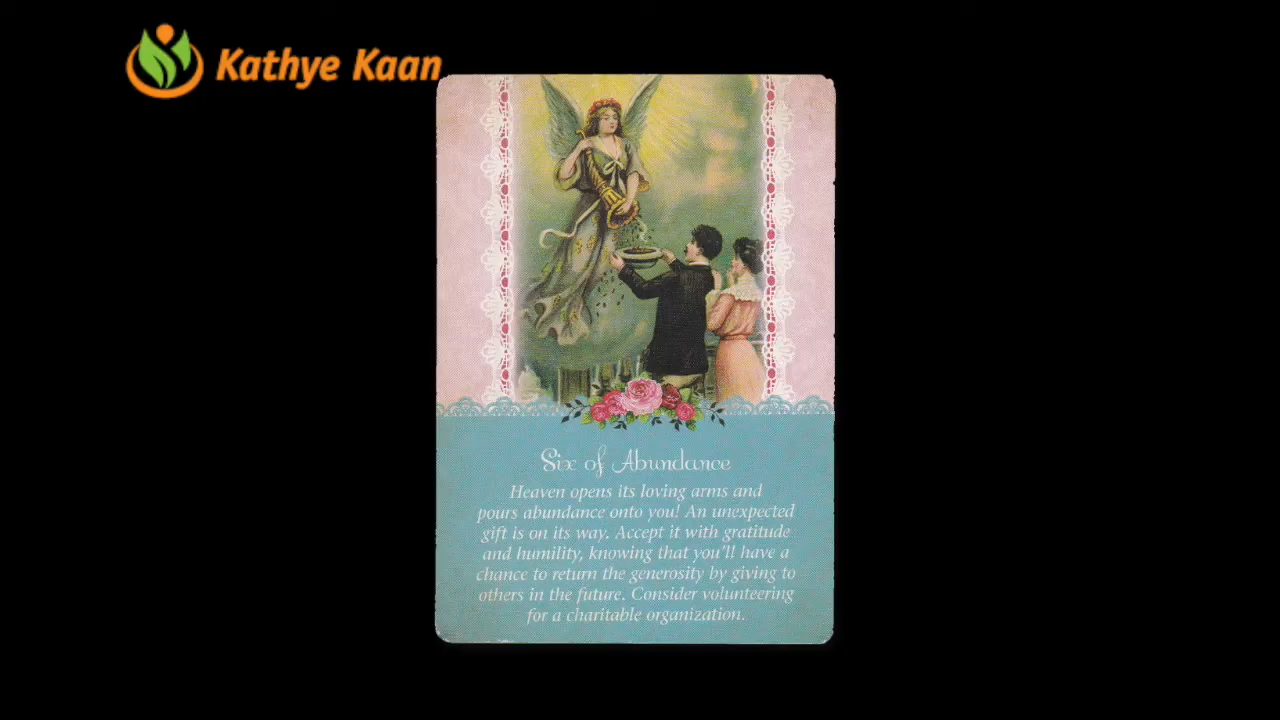 Kathye Kaan
Six of Abundance
Heaven opens its loving arms and
pours abundance onto you! An unexpected
gift is on its way. Accept it with gratitude
and humility, knowing that you'll have a
chance to return the generosity by giving to
others in the future. Consider volunteering
for a charitable organization.